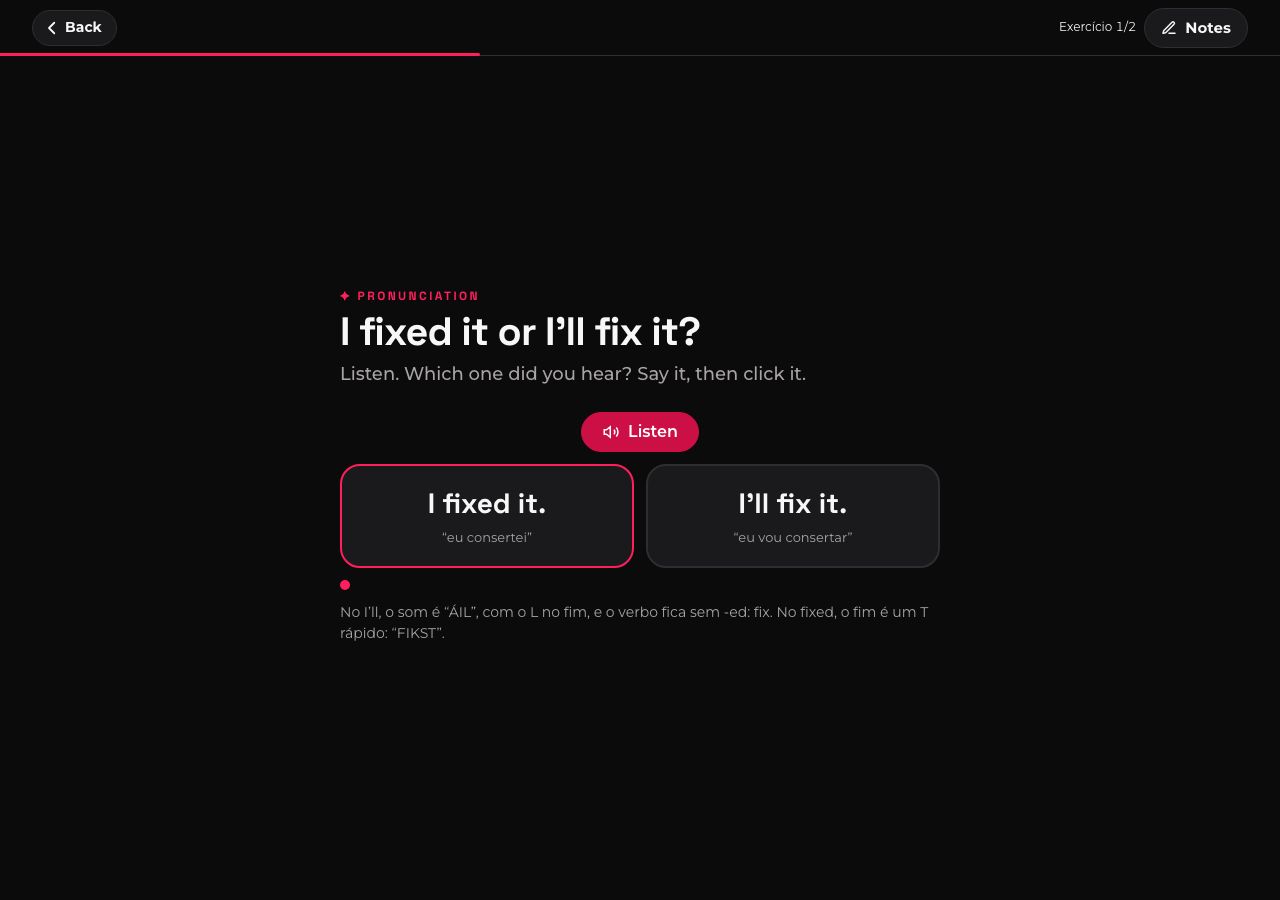 Back
Exercício 1/2
Notes
PRONUNCIATION
I fixed it or I’ll fix it?
Listen. Which one did you hear? Say it, then click it.
Listen
I fixed it.
“eu consertei”
I’ll fix it.
“eu vou consertar”
No I’ll, o som é “ÁIL”, com o L no fim, e o verbo fica sem -ed: fix. No fixed, o fim é um T
rápido: “FIKST”.